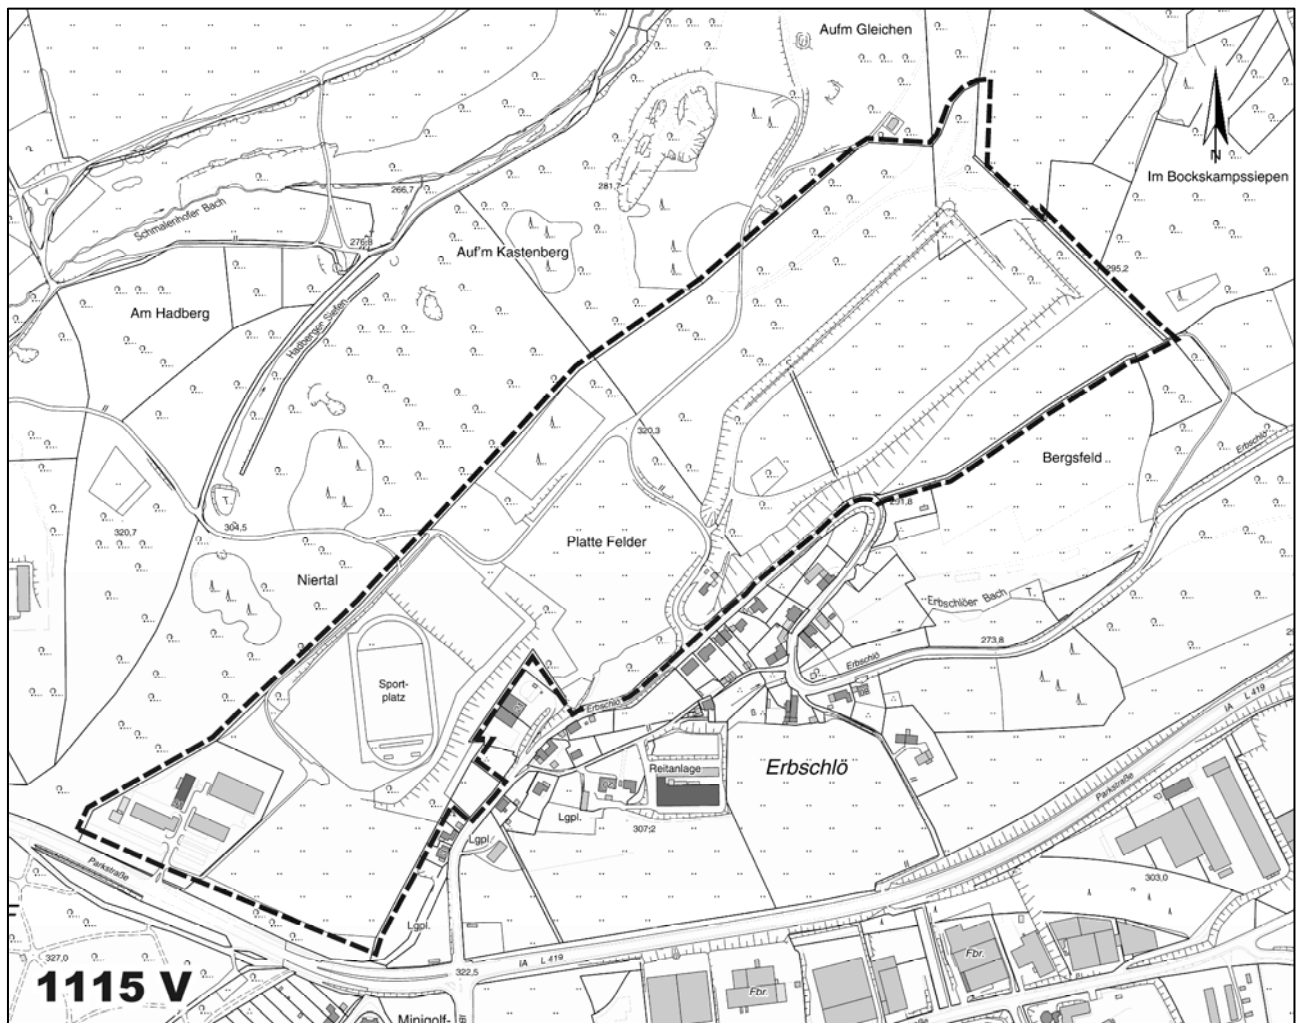 Aufm Gleichen
Im Bockskampssiepen
281,7
266,7
Schmalenhofer Bach
276,8
Auf'm Kastenberg
295,2
Am Hadberg
Hadberger Siefen
320,3
Erbschlö
Bergsfeld
T.
291,8
320,7
304,5
Platte Felder
Niertal
Erbschlöer Bach
T.
273,8
Erbschlö
Sport-
platz
Erbschlö
L 419
IA
Reitanlage
Erbschlö
Parkstraße
Lgpl.
307,2
Lgpl.
Parkstraße
303,0
Lgpl.
327,0
322,5
IA
L 419
Fbr.
Fbr.
1115 V
Minigolf-
N